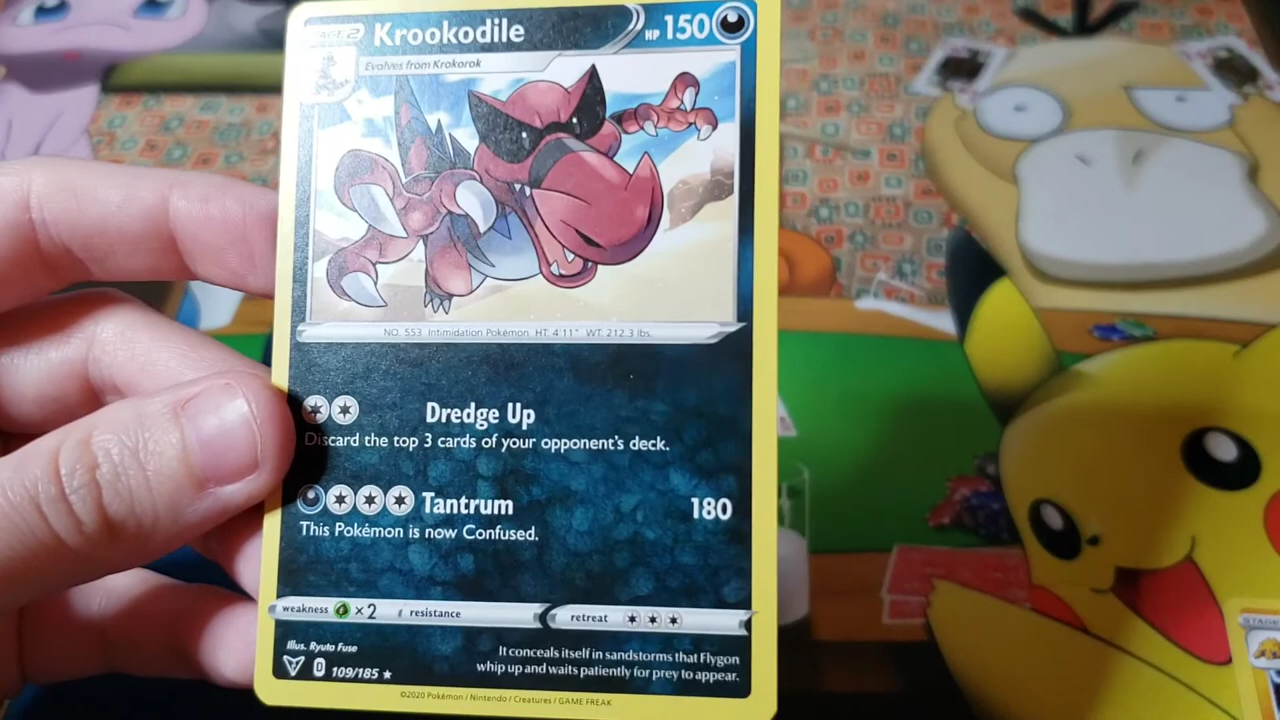 STAGE 2 Krookodile HP 150
Evolves from Krokorok
NO. 553 Intimidation Pokémon HT: 4'11" WT: 212.3 lbs.
Dredge Up
Discard the top 3 cards of your opponent's deck.
Tantrum 180
This Pokémon is now Confused.
weakness ×2 resistance retreat
Illus. Ryuta Fuse
It conceals itself in sandstorms that Flygon
whip up and waits patiently for prey to appear.
D 109/185 ★
©2020 Pokémon / Nintendo / Creatures / GAME FREAK
STAGE